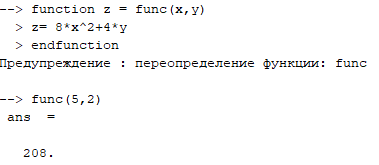 --> function z = func(x,y)
> z= 8*x^2+4*y
> endfunction
Предупреждение : переопределение функции: func
--> func(5,2)
ans =
208.